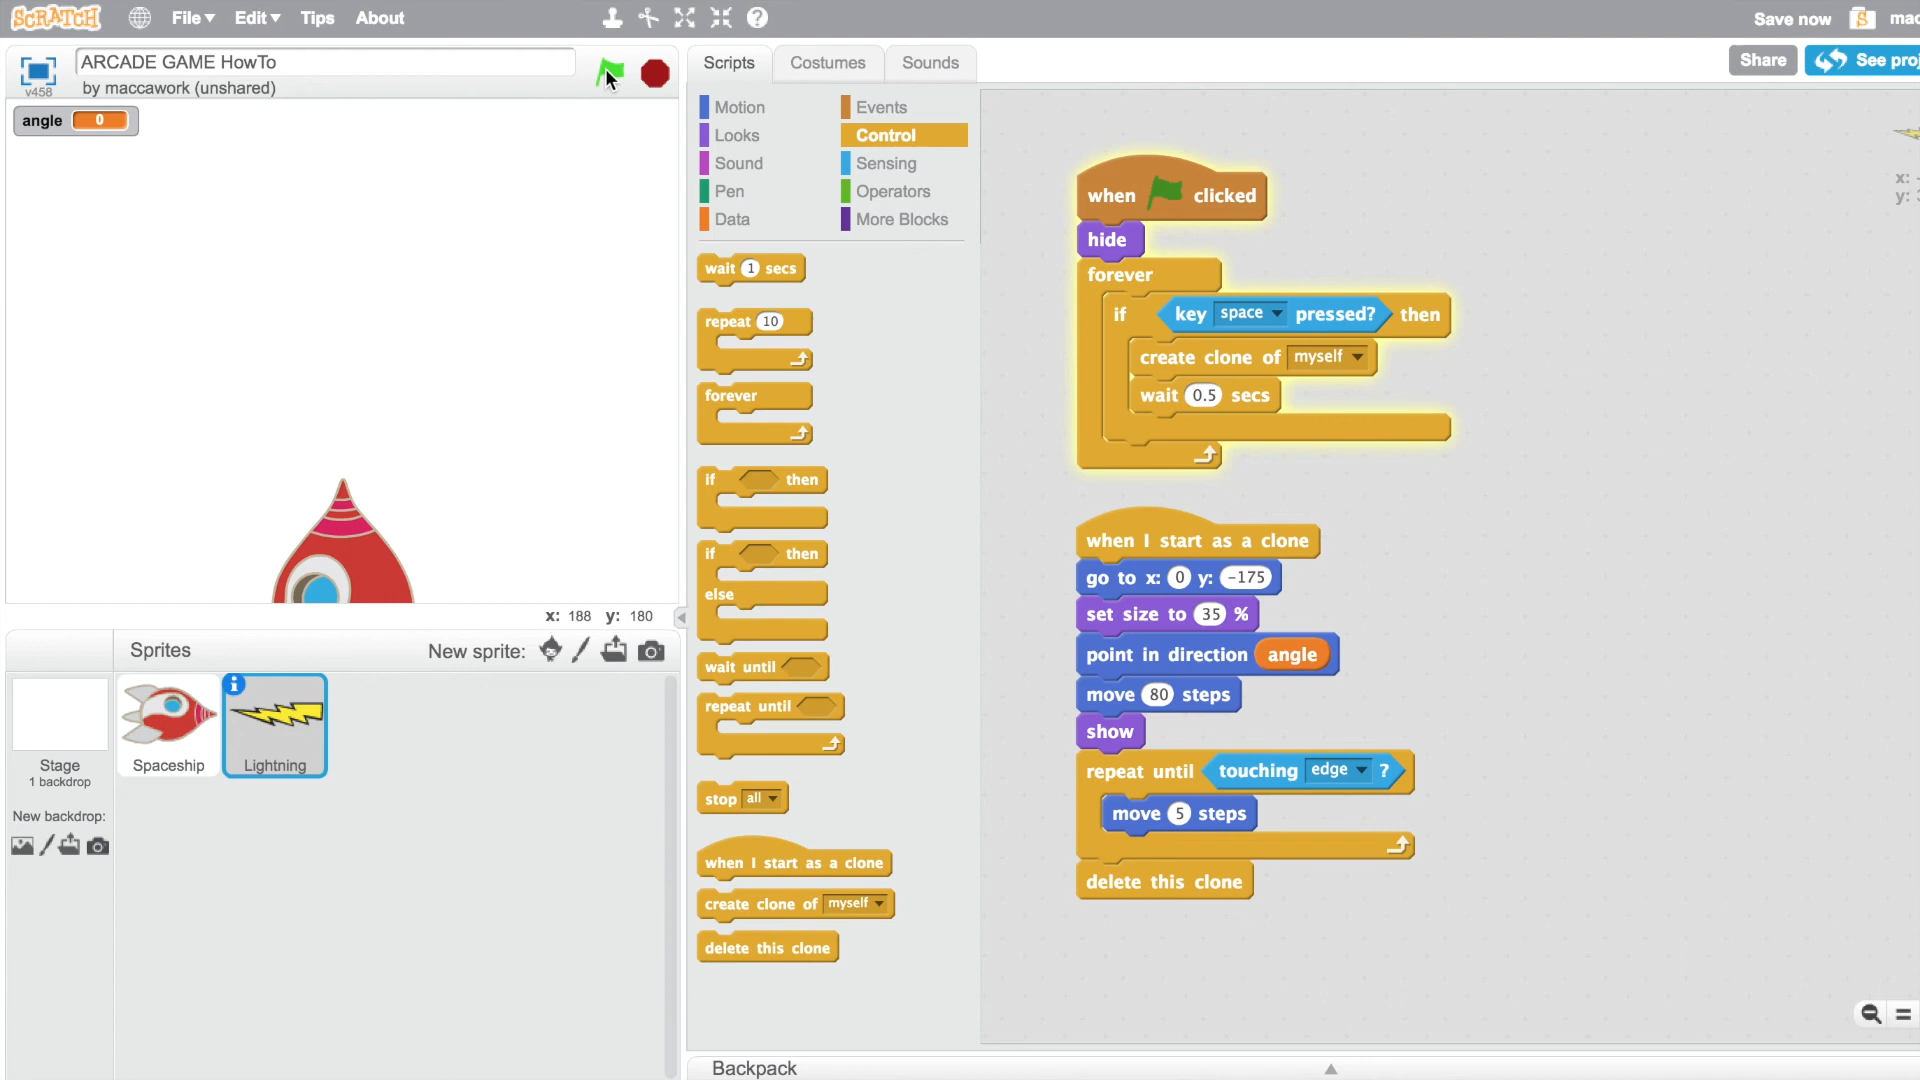 SCRATCH File▾ Edit▾ Tips About
Save now
ARCADE GAME HowTo
v458
by maccawork (unshared)
Scripts Costumes Sounds
Share
angle 0
Motion Events
Looks Control
Sound Sensing
Pen Operators
Data More Blocks
wait 1 secs
repeat 10
forever
if then
if then
else
wait until
repeat until
stop all
when I start as a clone
create clone of myself
delete this clone
when clicked
hide
forever
if key space pressed? then
create clone of myself
wait 0.5 secs
when I start as a clone
go to x: 0 y: -175
set size to 35 %
point in direction angle
move 80 steps
show
repeat until touching edge ?
move 5 steps
delete this clone
x:
y:
x: 188 y: 180
Sprites New sprite:
Stage
1 backdrop
New backdrop:
Spaceship
Lightning
Backpack